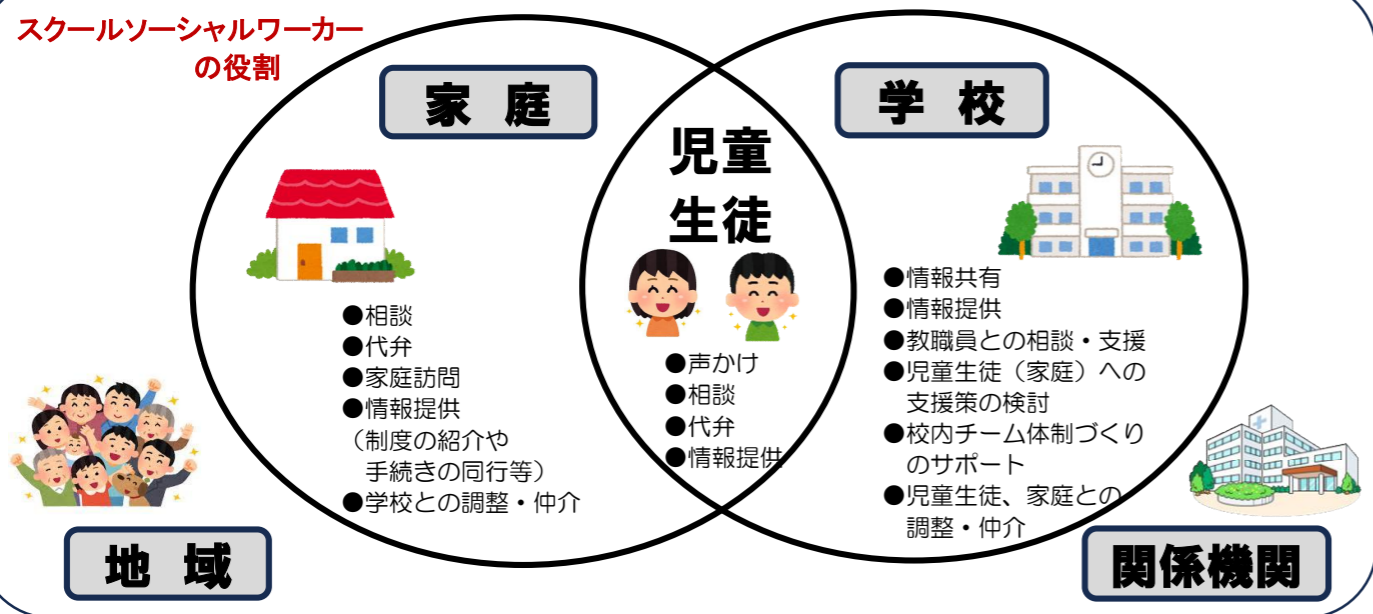 スクールソーシャルワーカー
の役割
家 庭
●相談
●代弁
●家庭訪問
●情報提供
（制度の紹介や
手続きの同行等）
●学校との調整・仲介
児童
生徒
●声かけ
●相談
●代弁
●情報提供
学 校
●情報共有
●情報提供
●教職員との相談・支援
●児童生徒（家庭）への
支援策の検討
●校内チーム体制づくり
のサポート
●児童生徒、家庭との
調整・仲介
地 域
関係機関